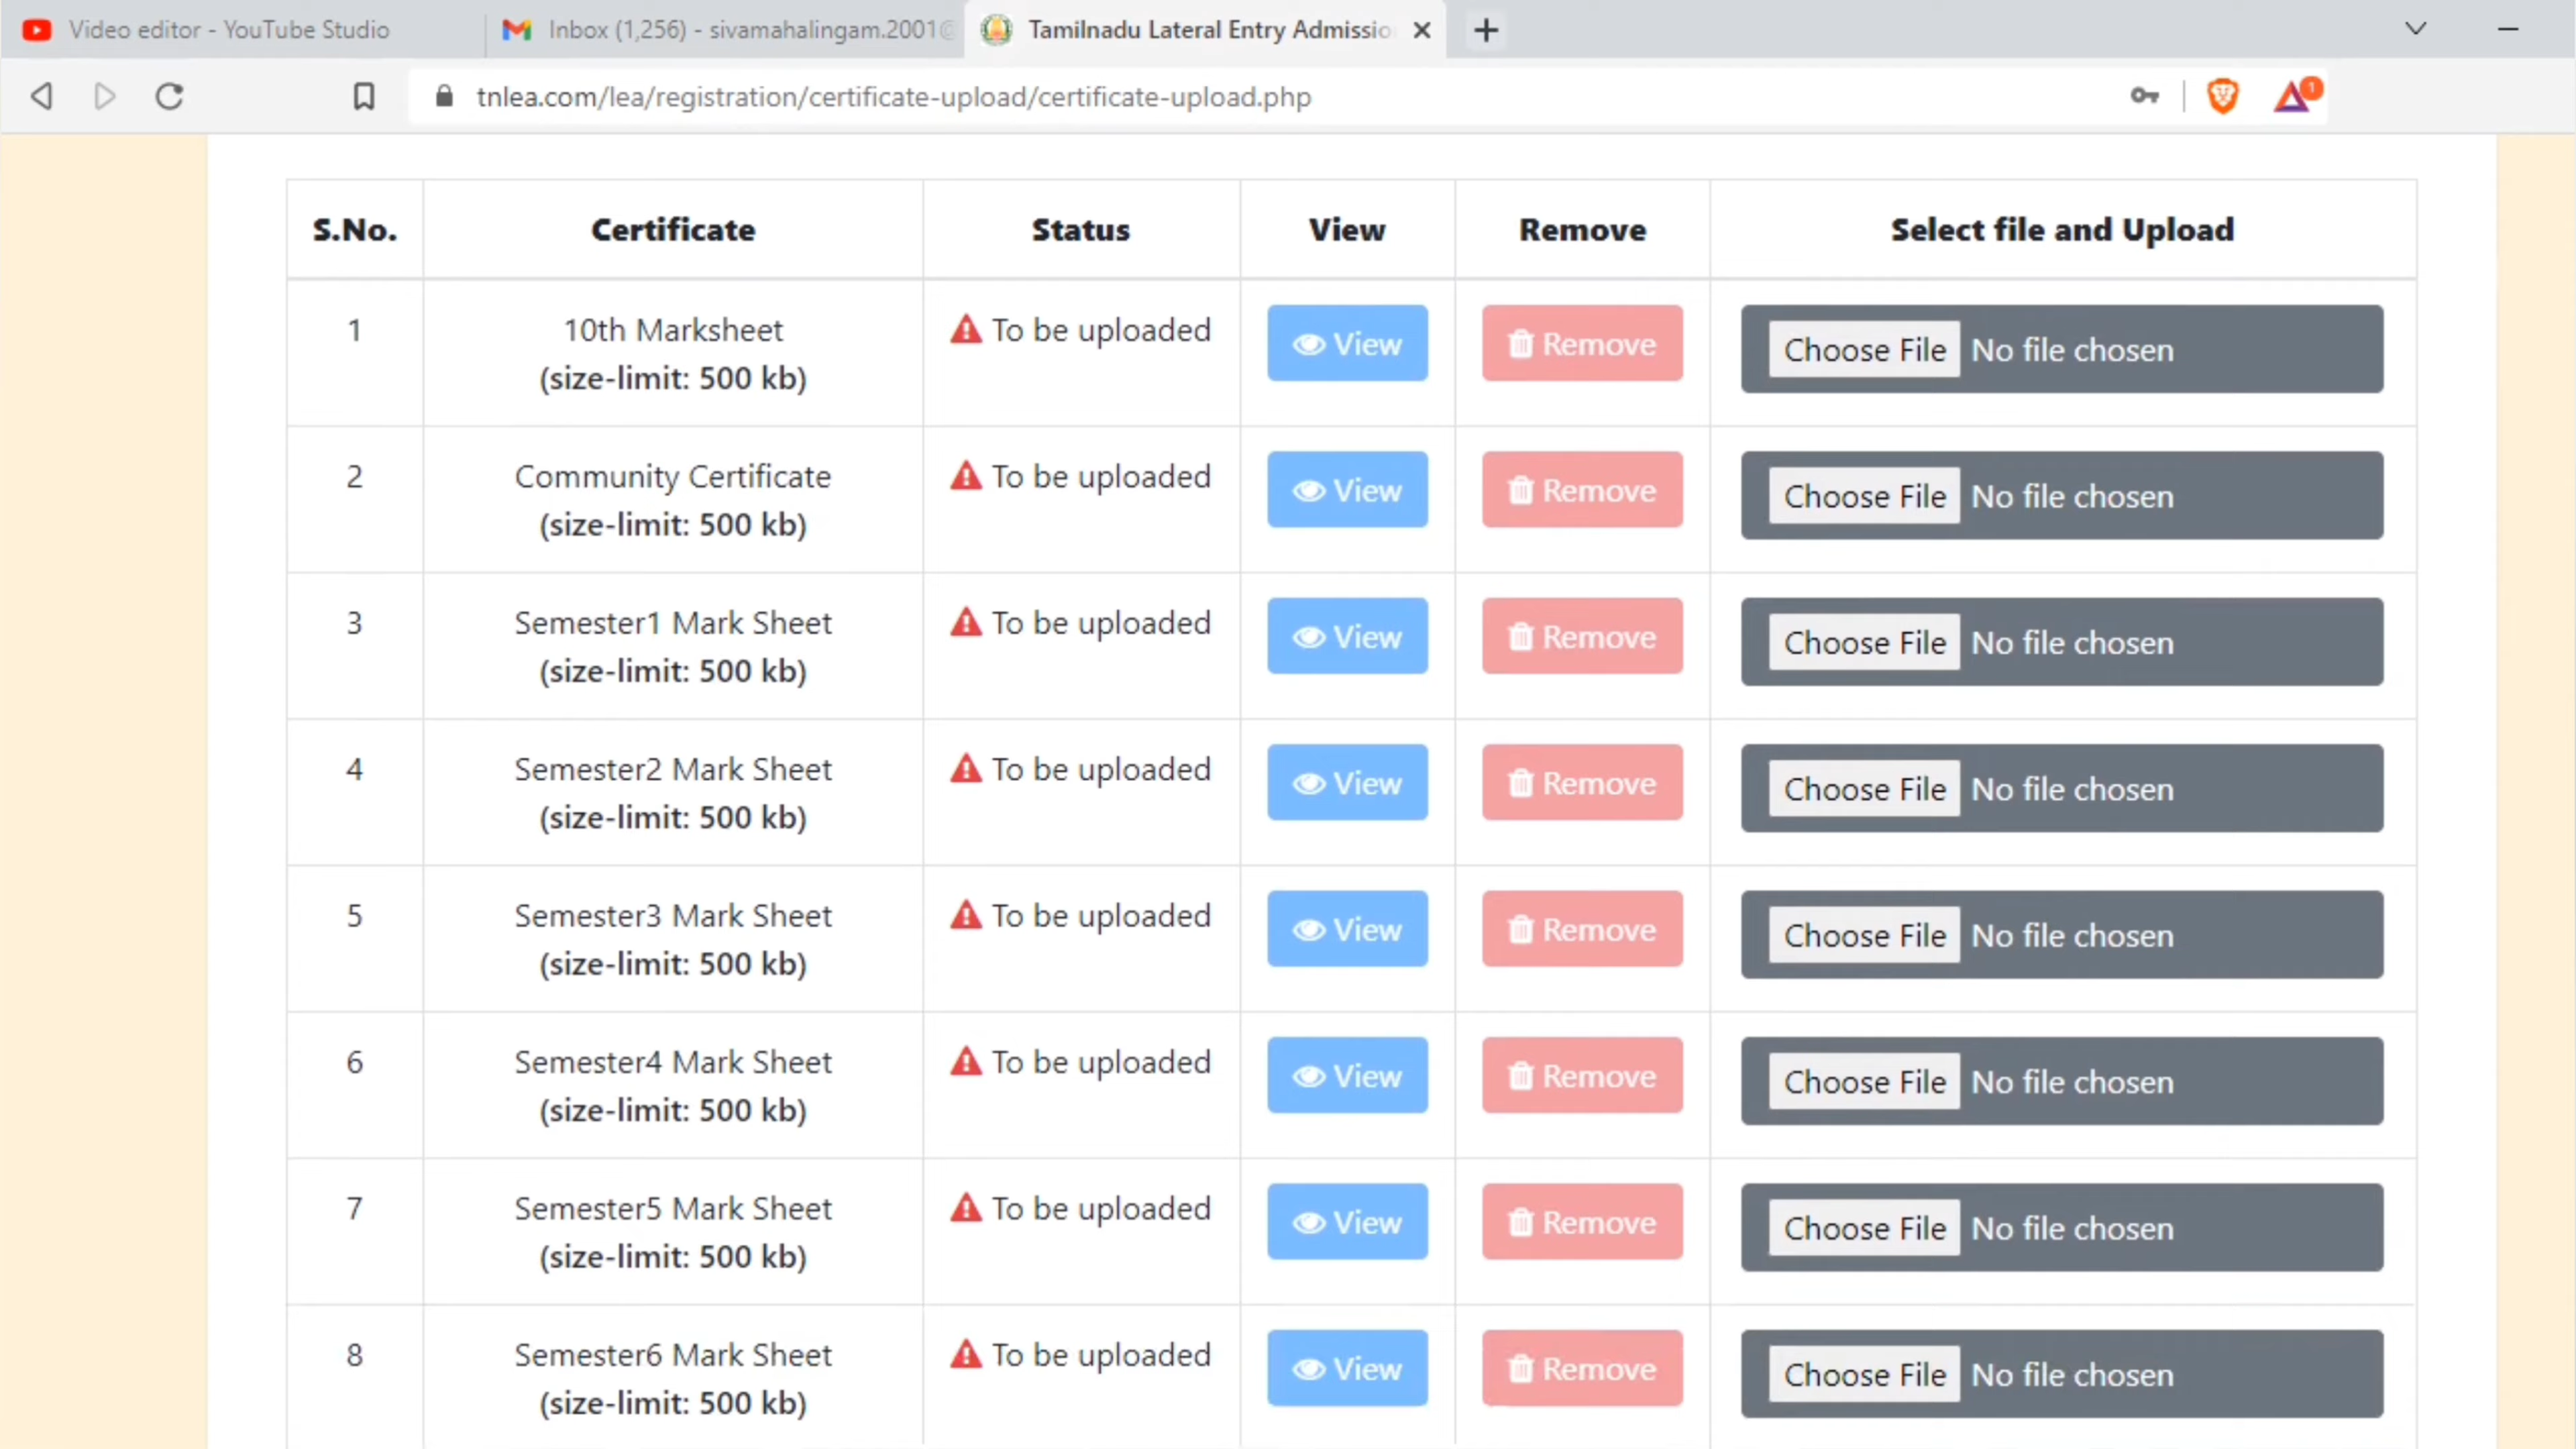 Video editor - YouTube Studio
Inbox (1,256) - sivamahalingam.2001@
Tamilnadu Lateral Entry Admissio
tnlea.com/lea/registration/certificate-upload/certificate-upload.php
1
S.No. Certificate Status View Remove Select file and Upload
1 10th Marksheet To be uploaded View Remove Choose File No file chosen
(size-limit: 500 kb)
2 Community Certificate To be uploaded View Remove Choose File No file chosen
(size-limit: 500 kb)
3 Semester1 Mark Sheet To be uploaded View Remove Choose File No file chosen
(size-limit: 500 kb)
4 Semester2 Mark Sheet To be uploaded View Remove Choose File No file chosen
(size-limit: 500 kb)
5 Semester3 Mark Sheet To be uploaded View Remove Choose File No file chosen
(size-limit: 500 kb)
6 Semester4 Mark Sheet To be uploaded View Remove Choose File No file chosen
(size-limit: 500 kb)
7 Semester5 Mark Sheet To be uploaded View Remove Choose File No file chosen
(size-limit: 500 kb)
8 Semester6 Mark Sheet To be uploaded View Remove Choose File No file chosen
(size-limit: 500 kb)